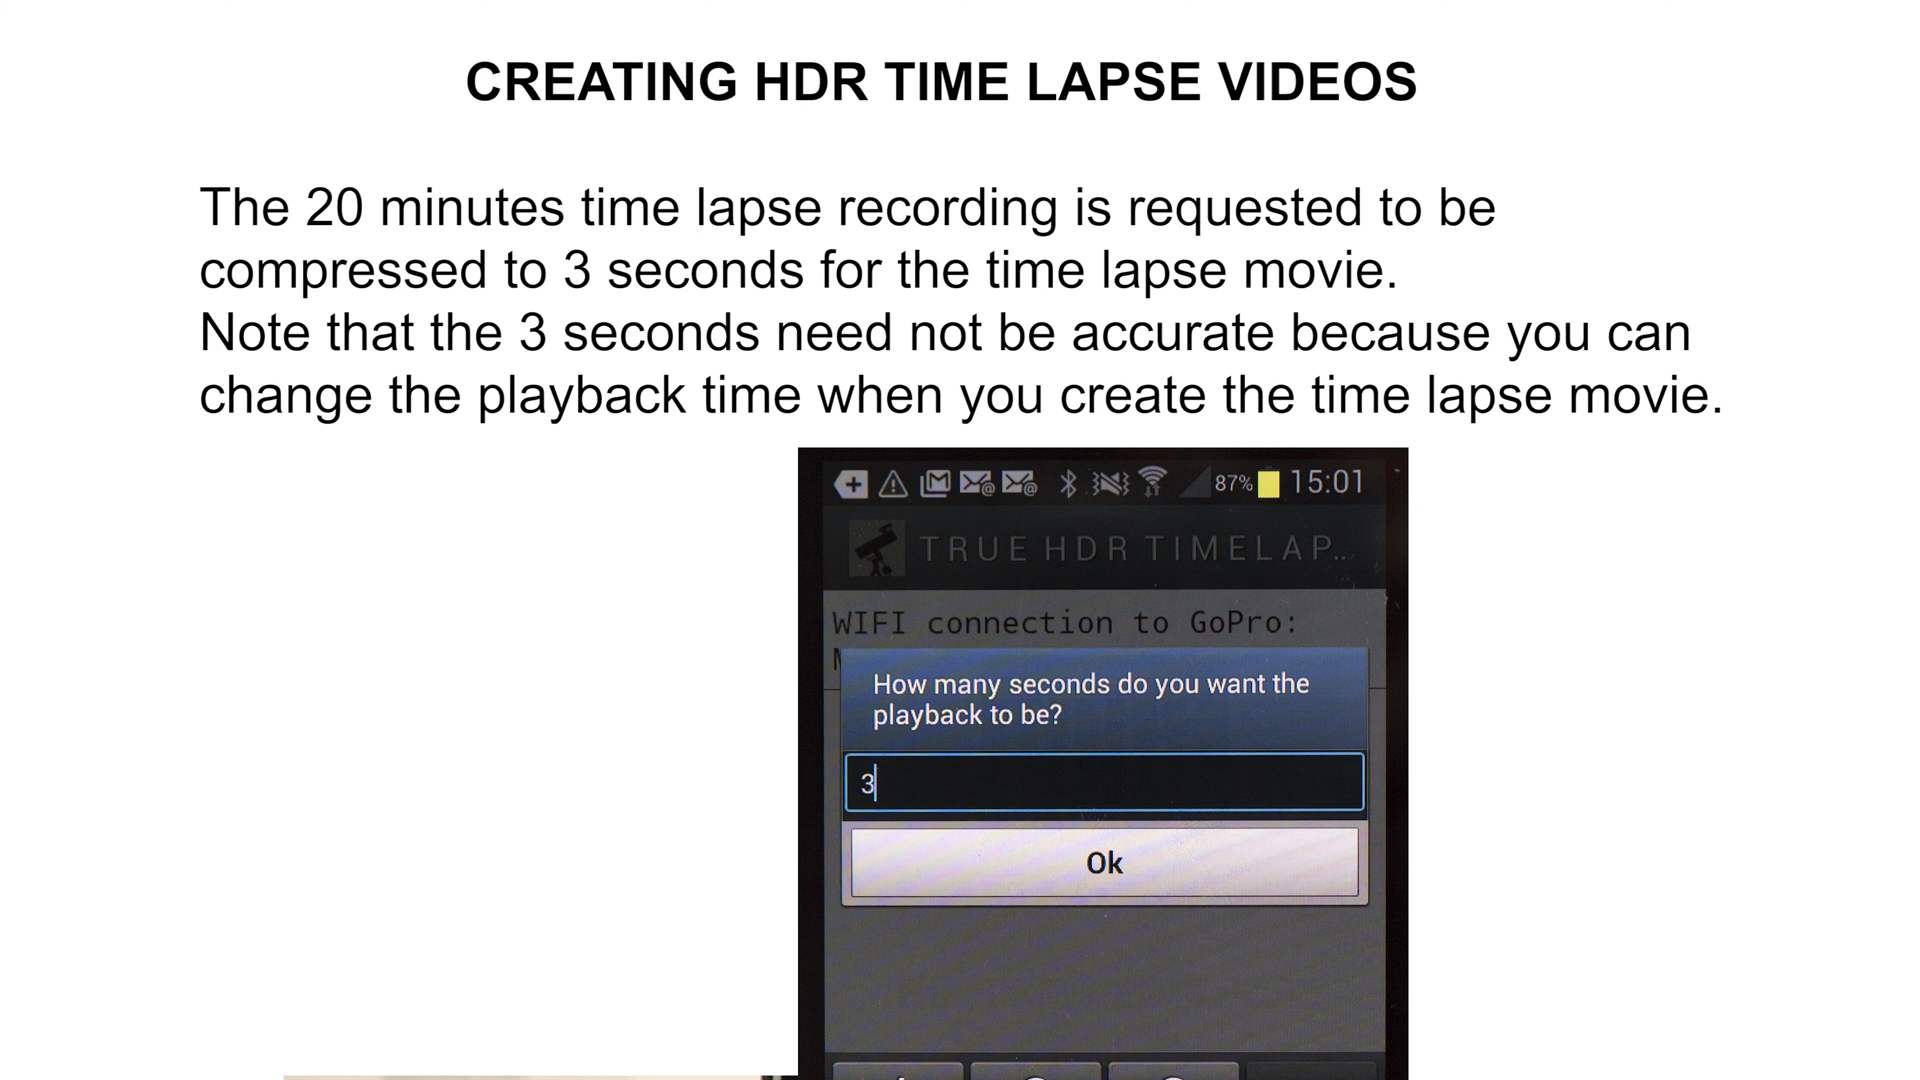 CREATING HDR TIME LAPSE VIDEOS
The 20 minutes time lapse recording is requested to be
compressed to 3 seconds for the time lapse movie.
Note that the 3 seconds need not be accurate because you can
change the playback time when you create the time lapse movie.
87% 15:01
TRUE HDR TIMELAP..
WIFI connection to GoPro:
How many seconds do you want the
playback to be?
3
Ok